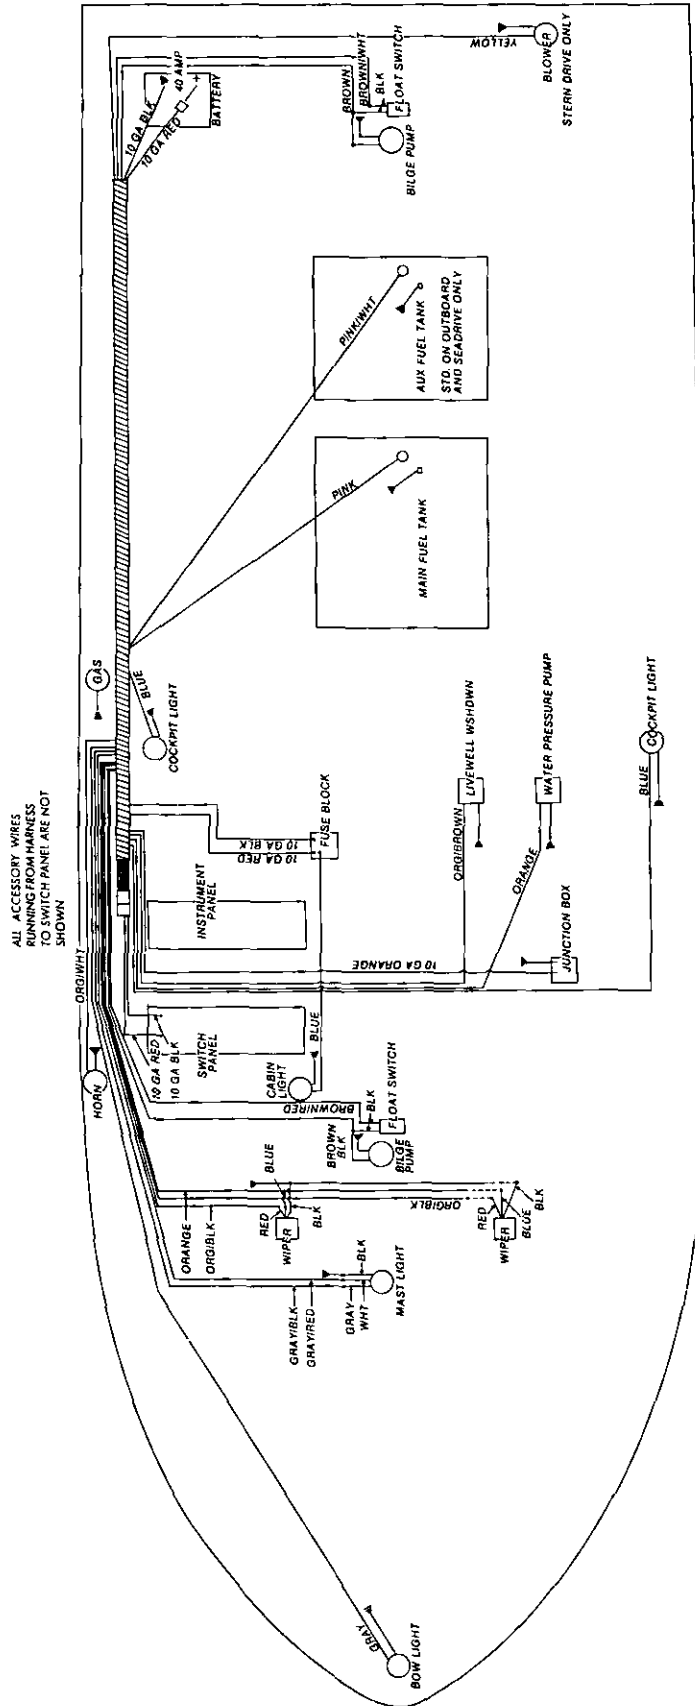 ALL ACCESSORY WIRES
RUNNING FROM HARNESS
TO SWITCH PANEL ARE NOT
SHOWN
YELLOW
BLOWER
STERN DRIVE ONLY
10 GA BLK
10 GA RED
40 AMP
+
BATTERY
BROWN
BROWN/WHT
BLK
FLOAT SWITCH
BILGE PUMP
PINK/WHT
AUX FUEL TANK
STD. ON OUTBOARD
AND SEADRIVE ONLY
PINK
MAIN FUEL TANK
GAS
BLUE
COCKPIT LIGHT
LIVEWELL WSHDWN
WATER PRESSURE PUMP
COCKPIT LIGHT
BLUE
ORG/BROWN
ORANGE
10 GA BLK
10 GA RED
FUSE BLOCK
INSTRUMENT
PANEL
10 GA ORANGE
JUNCTION BOX
ORG/WHT
HORN
10 GA RED
10 GA BLK
SWITCH
PANEL
CABIN
LIGHT
BLUE
BROWN/RED
BLK
FLOAT SWITCH
BROWN
BLK
BILGE
PUMP
ORANGE
ORG/BLK
BLUE
RED
BLK
WIPER
ORG/BLK
RED
BLUE
BLK
WIPER
GRAY/BLK
GRAY/RED
GRAY
WHT
BLK
MAST LIGHT
GRAY
BOW LIGHT